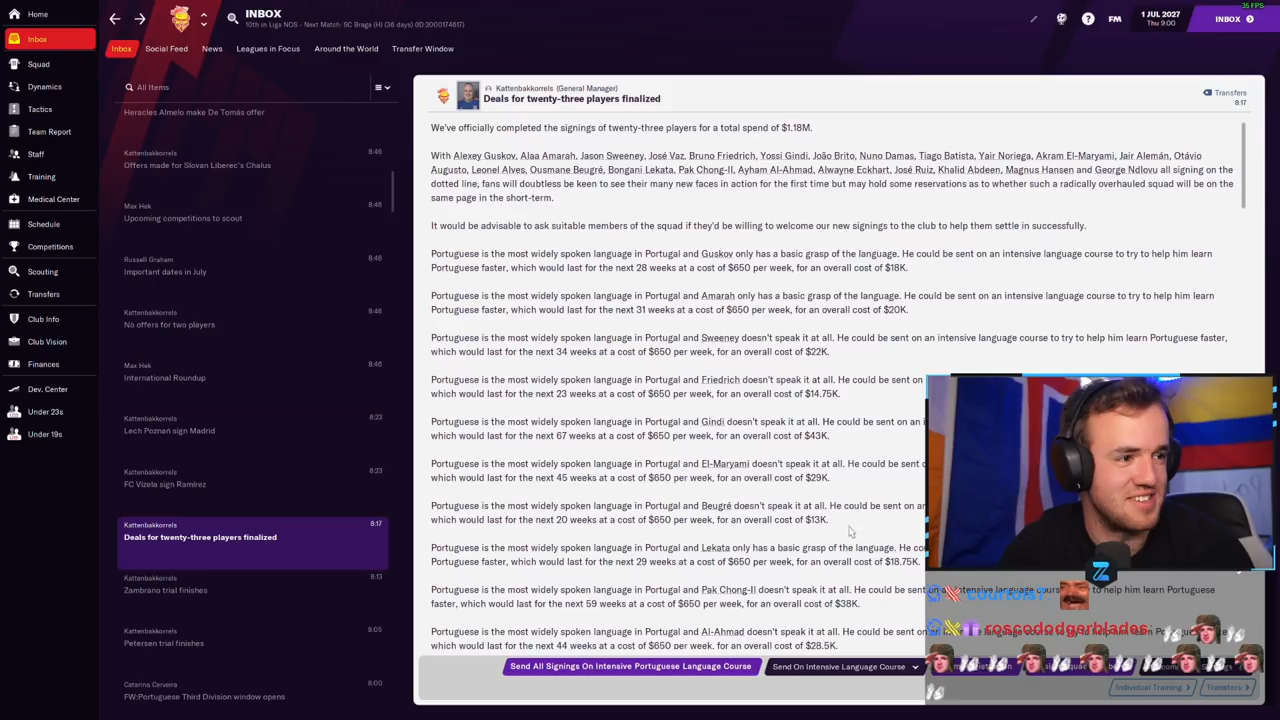 35 FPS
Home
Inbox
Squad
Dynamics
Tactics
Team Report
Staff
Training
Medical Center
Schedule
Competitions
Scouting
Transfers
Club Info
Club Vision
Finances
Dev. Center
Under 23s
Under 19s
INBOX
10th in Liga NOS - Next Match: SC Braga (H) (36 days) (ID:2000174617)
FM
1 JUL 2027
Thu 9:00
INBOX
Inbox
Social Feed
News
Leagues in Focus
Around the World
Transfer Window
All Items
Heracles Almelo make De Tomás offer
Kattenbakkorrels 8:46
Offers made for Slovan Liberec's Chalus
Max Hek 8:46
Upcoming competitions to scout
Russell Graham 8:46
Important dates in July
Kattenbakkorrels 8:46
No offers for two players
Max Hek 8:46
International Roundup
Kattenbakkorrels 8:23
Lech Poznań sign Madrid
Kattenbakkorrels 8:23
FC Vizela sign Ramírez
Kattenbakkorrels 8:17
Deals for twenty-three players finalized
Kattenbakkorrels 8:13
Zambrano trial finishes
Kattenbakkorrels 8:05
Petersen trial finishes
Catarina Cerveira 8:00
FW:Portuguese Third Division window opens
Kattenbakkorrels (General Manager)
Deals for twenty-three players finalized
Transfers
8:17
We've officially completed the signings of twenty-three players for a total spend of $1.18M.
With Alexey Guskov, Alaa Amarah, Jason Sweeney, José Vaz, Bruno Friedrich, Yossi Gindi, João Brito, Nuno Damas, Tiago Batista, Yair Noriega, Akram El-Maryami, Jair Alemán, Otávio
Augusto, Leonel Alves, Ousmane Beugré, Bongani Lekata, Pak Chong-Il, Ayham Al-Ahmad, Alwayne Eckhart, José Ruiz, Khalid Abdeen, Magnus Hansen and George Ndlovu all signing on the
dotted line, fans will doubtless be keen to see their many new faces in action for the first time but may hold some reservations as to whether such a radically overhauled squad will be on the
same page in the short-term.
It would be advisable to ask suitable members of the squad if they'd be willing to welcome our new signings to the club to help them settle in successfully.
Portuguese is the most widely spoken language in Portugal and Guskov only has a basic grasp of the language. He could be sent on an intensive language course to try to help him learn
Portuguese faster, which would last for the next 28 weeks at a cost of $650 per week, for an overall cost of $18K.
Portuguese is the most widely spoken language in Portugal and Amarah only has a basic grasp of the language. He could be sent on an intensive language course to try to help him learn
Portuguese faster, which would last for the next 31 weeks at a cost of $650 per week, for an overall cost of $20K.
Portuguese is the most widely spoken language in Portugal and Sweeney doesn't speak it at all. He could be sent on an intensive language course to try to help him learn Portuguese faster,
which would last for the next 34 weeks at a cost of $650 per week, for an overall cost of $22K.
Portuguese is the most widely spoken language in Portugal and Friedrich doesn't speak it at all. He could be sent on
which would last for the next 23 weeks at a cost of $650 per week, for an overall cost of $14.75K.
Portuguese is the most widely spoken language in Portugal and Gindi doesn't speak it at all. He could be sent on an
which would last for the next 67 weeks at a cost of $650 per week, for an overall cost of $43K.
Portuguese is the most widely spoken language in Portugal and El-Maryami doesn't speak it at all. He could be sent
which would last for the next 45 weeks at a cost of $650 per week, for an overall cost of $29K.
Portuguese is the most widely spoken language in Portugal and Beugré doesn't speak it at all. He could be sent on an
which would last for the next 20 weeks at a cost of $650 per week, for an overall cost of $13K.
Portuguese is the most widely spoken language in Portugal and Lekata only has a basic grasp of the language. He
which would last for the next 29 weeks at a cost of $650 per week, for an overall cost of $18.75K.
Portuguese is the most widely spoken language in Portugal and Pak Chong-Il doesn't speak it at all. He could be sent on an intensive language course to try to help him learn Portuguese
faster, which would last for the next 59 weeks at a cost of $650 per week, for an overall cost of $38K.
Portuguese is the most widely spoken language in Portugal and Al-Ahmad doesn't speak it at all. He could be sent on
which would last for the next 44 weeks at a cost of $650 per week, for an overall cost of $28.5K.
Send All Signings On Intensive Portuguese Language Course
Send On Intensive Language Course
Individual Training
Transfers
courtois?
roscododgerblades: